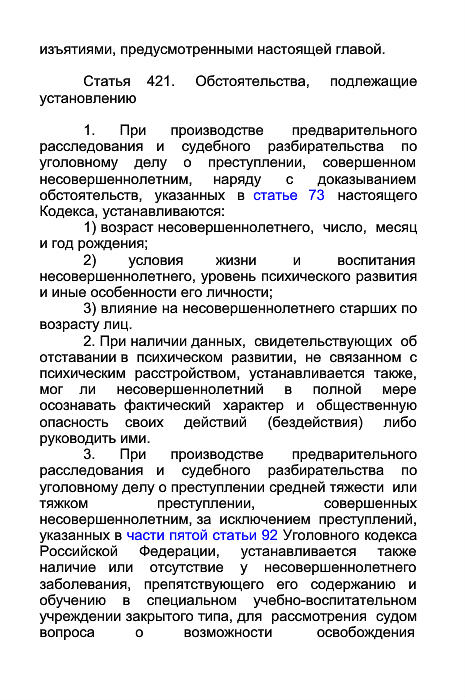 изъятиями, предусмотренными настоящей главой.
Статья 421. Обстоятельства, подлежащие
установлению
1. При производстве предварительного
расследования и судебного разбирательства по
уголовному делу о преступлении, совершенном
несовершеннолетним, наряду с доказыванием
обстоятельств, указанных в статье 73 настоящего
Кодекса, устанавливаются:
1) возраст несовершеннолетнего, число, месяц
и год рождения;
2) условия жизни и воспитания
несовершеннолетнего, уровень психического развития
и иные особенности его личности;
3) влияние на несовершеннолетнего старших по
возрасту лиц.
2. При наличии данных, свидетельствующих об
отставании в психическом развитии, не связанном с
психическим расстройством, устанавливается также,
мог ли несовершеннолетний в полной мере
осознавать фактический характер и общественную
опасность своих действий (бездействия) либо
руководить ими.
3. При производстве предварительного
расследования и судебного разбирательства по
уголовному делу о преступлении средней тяжести или
тяжком преступлении, совершенных
несовершеннолетним, за исключением преступлений,
указанных в части пятой статьи 92 Уголовного кодекса
Российской Федерации, устанавливается также
наличие или отсутствие у несовершеннолетнего
заболевания, препятствующего его содержанию и
обучению в специальном учебно-воспитательном
учреждении закрытого типа, для рассмотрения судом
вопроса о возможности освобождения